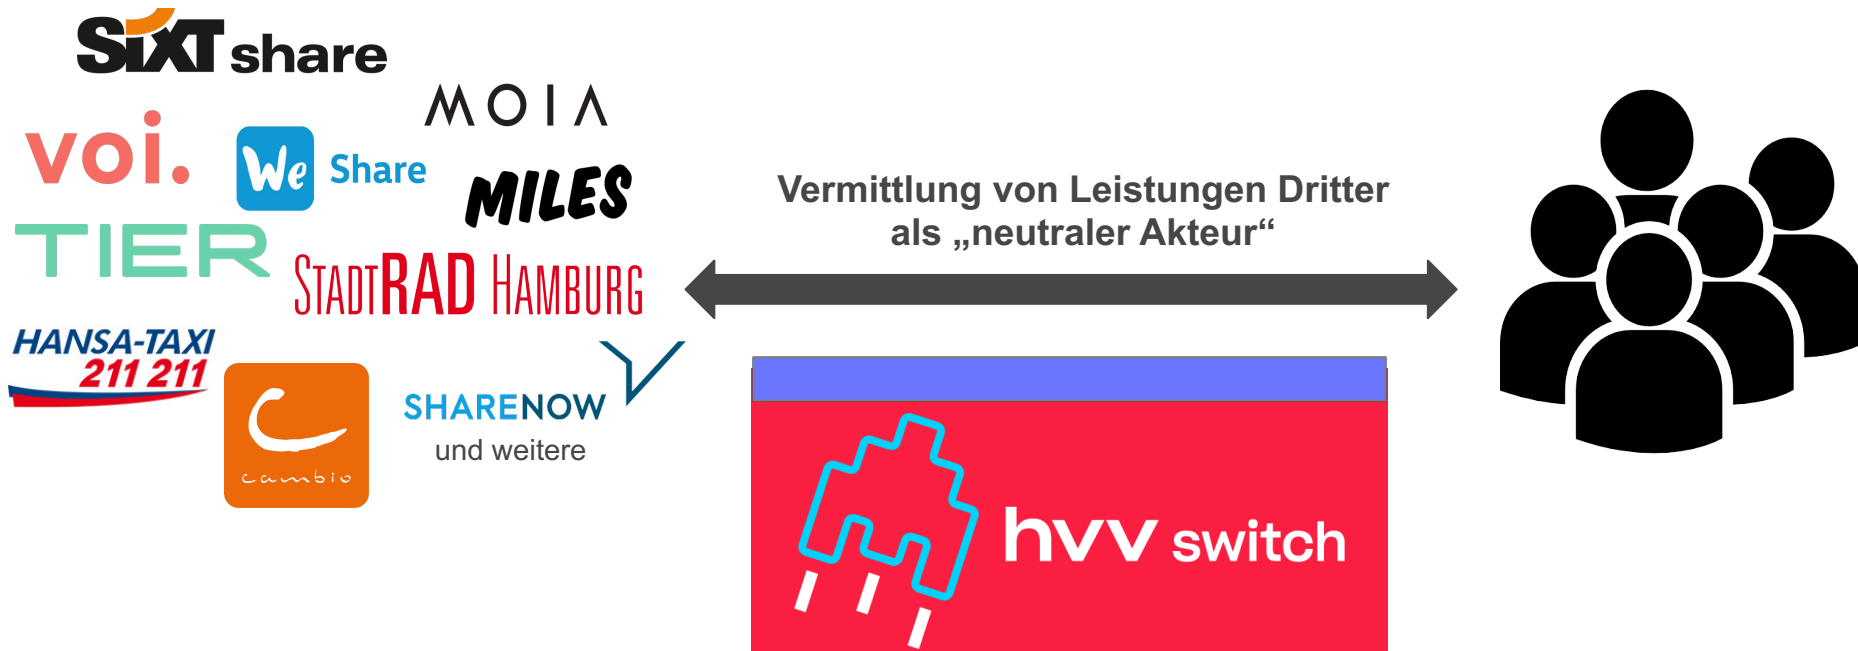 SIXT share
MOIA
voi.
We Share
MILES
TIER
STADTRAD HAMBURG
HANSA-TAXI
211 211
cambio
SHARENOW
und weitere
Vermittlung von Leistungen Dritter
als „neutraler Akteur“
hvv switch